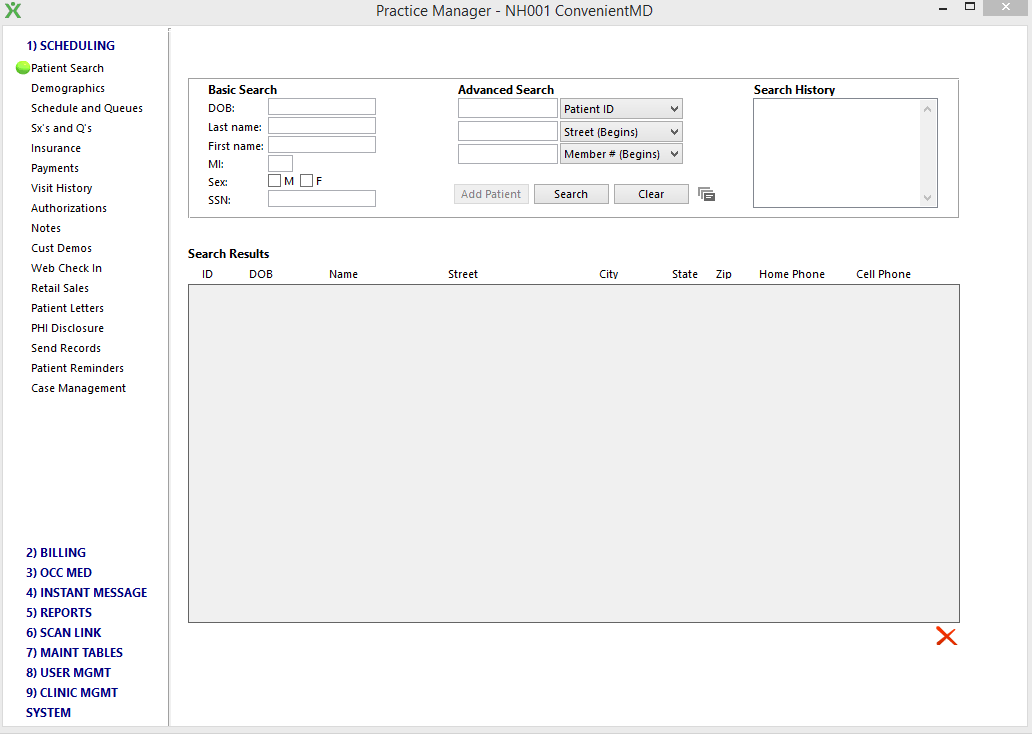 Practice Manager - NH001 ConvenientMD
1) SCHEDULING
Patient Search
Demographics
Schedule and Queues
Sx's and Q's
Insurance
Payments
Visit History
Authorizations
Notes
Cust Demos
Web Check In
Retail Sales
Patient Letters
PHI Disclosure
Send Records
Patient Reminders
Case Management
2) BILLING
3) OCC MED
4) INSTANT MESSAGE
5) REPORTS
6) SCAN LINK
7) MAINT TABLES
8) USER MGMT
9) CLINIC MGMT
SYSTEM
Basic Search
DOB:
Last name:
First name:
MI:
Sex: M F
SSN:
Advanced Search
Patient ID
Street (Begins)
Member # (Begins)
Add Patient Search Clear
Search History
Search Results
ID DOB Name Street City State Zip Home Phone Cell Phone